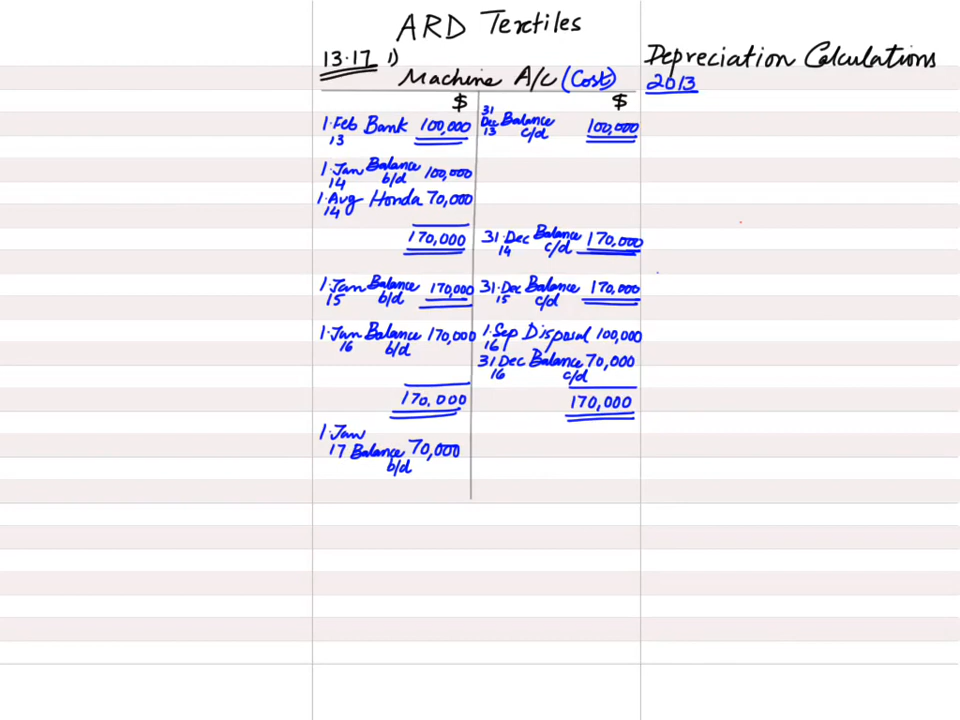 ARD Textiles
13.17 1)
Machine A/C (Cost)
$ $
1.Feb 13 Bank 100,000
31 Dec 13 Balance c/d 100,000
1.Jan 14 Balance b/d 100,000
1.Aug 14 Honda 70,000
170,000
31.Dec 14 Balance c/d 170,000
1.Jan 15 Balance b/d 170,000
31.Dec 15 Balance c/d 170,000
1.Jan 16 Balance b/d 170,000
1.Sep 16 Disposal 100,000
31 Dec 16 Balance c/d 70,000
170,000
170,000
1.Jan
17 Balance b/d 70,000
Depreciation Calculations
2013